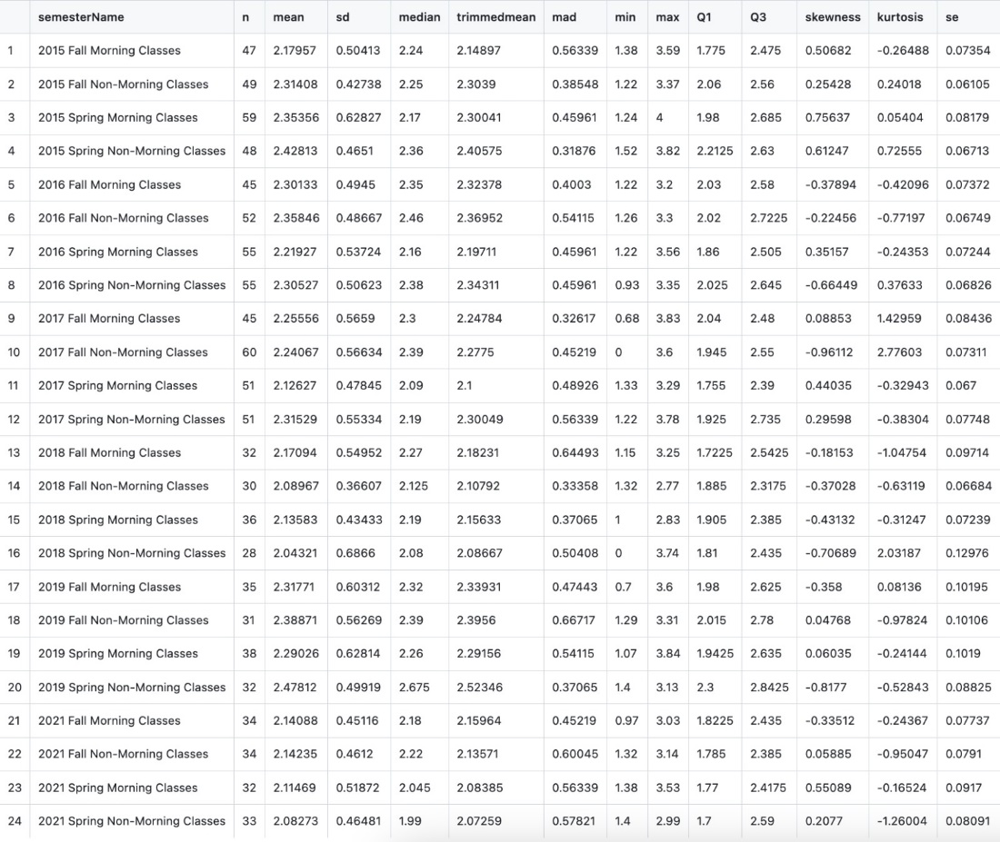 semesterName n mean sd median trimmedmean mad min max Q1 Q3 skewness kurtosis se
1 2015 Fall Morning Classes 47 2.17957 0.50413 2.24 2.14897 0.56339 1.38 3.59 1.775 2.475 0.50682 -0.26488 0.07354
2 2015 Fall Non-Morning Classes 49 2.31408 0.42738 2.25 2.3039 0.38548 1.22 3.37 2.06 2.56 0.25428 0.24018 0.06105
3 2015 Spring Morning Classes 59 2.35356 0.62827 2.17 2.30041 0.45961 1.24 4 1.98 2.685 0.75637 0.05404 0.08179
4 2015 Spring Non-Morning Classes 48 2.42813 0.4651 2.36 2.40575 0.31876 1.52 3.82 2.2125 2.63 0.61247 0.72555 0.06713
5 2016 Fall Morning Classes 45 2.30133 0.4945 2.35 2.32378 0.4003 1.22 3.2 2.03 2.58 -0.37894 -0.42096 0.07372
6 2016 Fall Non-Morning Classes 52 2.35846 0.48667 2.46 2.36952 0.54115 1.26 3.3 2.02 2.7225 -0.22456 -0.77197 0.06749
7 2016 Spring Morning Classes 55 2.21927 0.53724 2.16 2.19711 0.45961 1.22 3.56 1.86 2.505 0.35157 -0.24353 0.07244
8 2016 Spring Non-Morning Classes 55 2.30527 0.50623 2.38 2.34311 0.45961 0.93 3.35 2.025 2.645 -0.66449 0.37633 0.06826
9 2017 Fall Morning Classes 45 2.25556 0.5659 2.3 2.24784 0.32617 0.68 3.83 2.04 2.48 0.08853 1.42959 0.08436
10 2017 Fall Non-Morning Classes 60 2.24067 0.56634 2.39 2.2775 0.45219 0 3.6 1.945 2.55 -0.96112 2.77603 0.07311
11 2017 Spring Morning Classes 51 2.12627 0.47845 2.09 2.1 0.48926 1.33 3.29 1.755 2.39 0.44035 -0.32943 0.067
12 2017 Spring Non-Morning Classes 51 2.31529 0.55334 2.19 2.30049 0.56339 1.22 3.78 1.925 2.735 0.29598 -0.38304 0.07748
13 2018 Fall Morning Classes 32 2.17094 0.54952 2.27 2.18231 0.64493 1.15 3.25 1.7225 2.5425 -0.18153 -1.04754 0.09714
14 2018 Fall Non-Morning Classes 30 2.08967 0.36607 2.125 2.10792 0.33358 1.32 2.77 1.885 2.3175 -0.37028 -0.63119 0.06684
15 2018 Spring Morning Classes 36 2.13583 0.43433 2.19 2.15633 0.37065 1 2.83 1.905 2.385 -0.43132 -0.31247 0.07239
16 2018 Spring Non-Morning Classes 28 2.04321 0.6866 2.08 2.08667 0.50408 0 3.74 1.81 2.435 -0.70689 2.03187 0.12976
17 2019 Fall Morning Classes 35 2.31771 0.60312 2.32 2.33931 0.47443 0.7 3.6 1.98 2.625 -0.358 0.08136 0.10195
18 2019 Fall Non-Morning Classes 31 2.38871 0.56269 2.39 2.3956 0.66717 1.29 3.31 2.015 2.78 0.04768 -0.97824 0.10106
19 2019 Spring Morning Classes 38 2.29026 0.62814 2.26 2.29156 0.54115 1.07 3.84 1.9425 2.635 0.06035 -0.24144 0.1019
20 2019 Spring Non-Morning Classes 32 2.47812 0.49919 2.675 2.52346 0.37065 1.4 3.13 2.3 2.8425 -0.8177 -0.52843 0.08825
21 2021 Fall Morning Classes 34 2.14088 0.45116 2.18 2.15964 0.45219 0.97 3.03 1.8225 2.435 -0.33512 -0.24367 0.07737
22 2021 Fall Non-Morning Classes 34 2.14235 0.4612 2.22 2.13571 0.60045 1.32 3.14 1.785 2.385 0.05885 -0.95047 0.0791
23 2021 Spring Morning Classes 32 2.11469 0.51872 2.045 2.08385 0.56339 1.38 3.53 1.77 2.4175 0.55089 -0.16524 0.0917
24 2021 Spring Non-Morning Classes 33 2.08273 0.46481 1.99 2.07259 0.57821 1.4 2.99 1.7 2.59 0.2077 -1.26004 0.08091